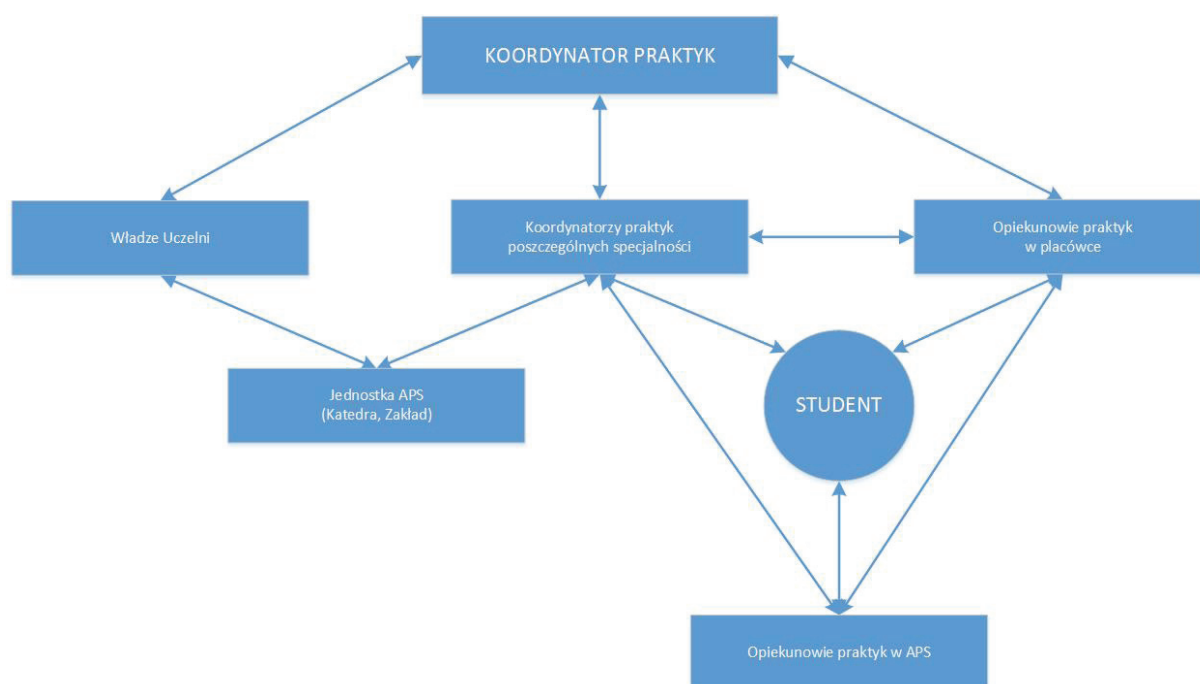 KOORDYNATOR PRAKTYK
Władze Uczelni
Koordynatorzy praktyk
poszczególnych specjalności
Opiekunowie praktyk
w placówce
Jednostka APS
(Katedra, Zakład)
STUDENT
Opiekunowie praktyk w APS